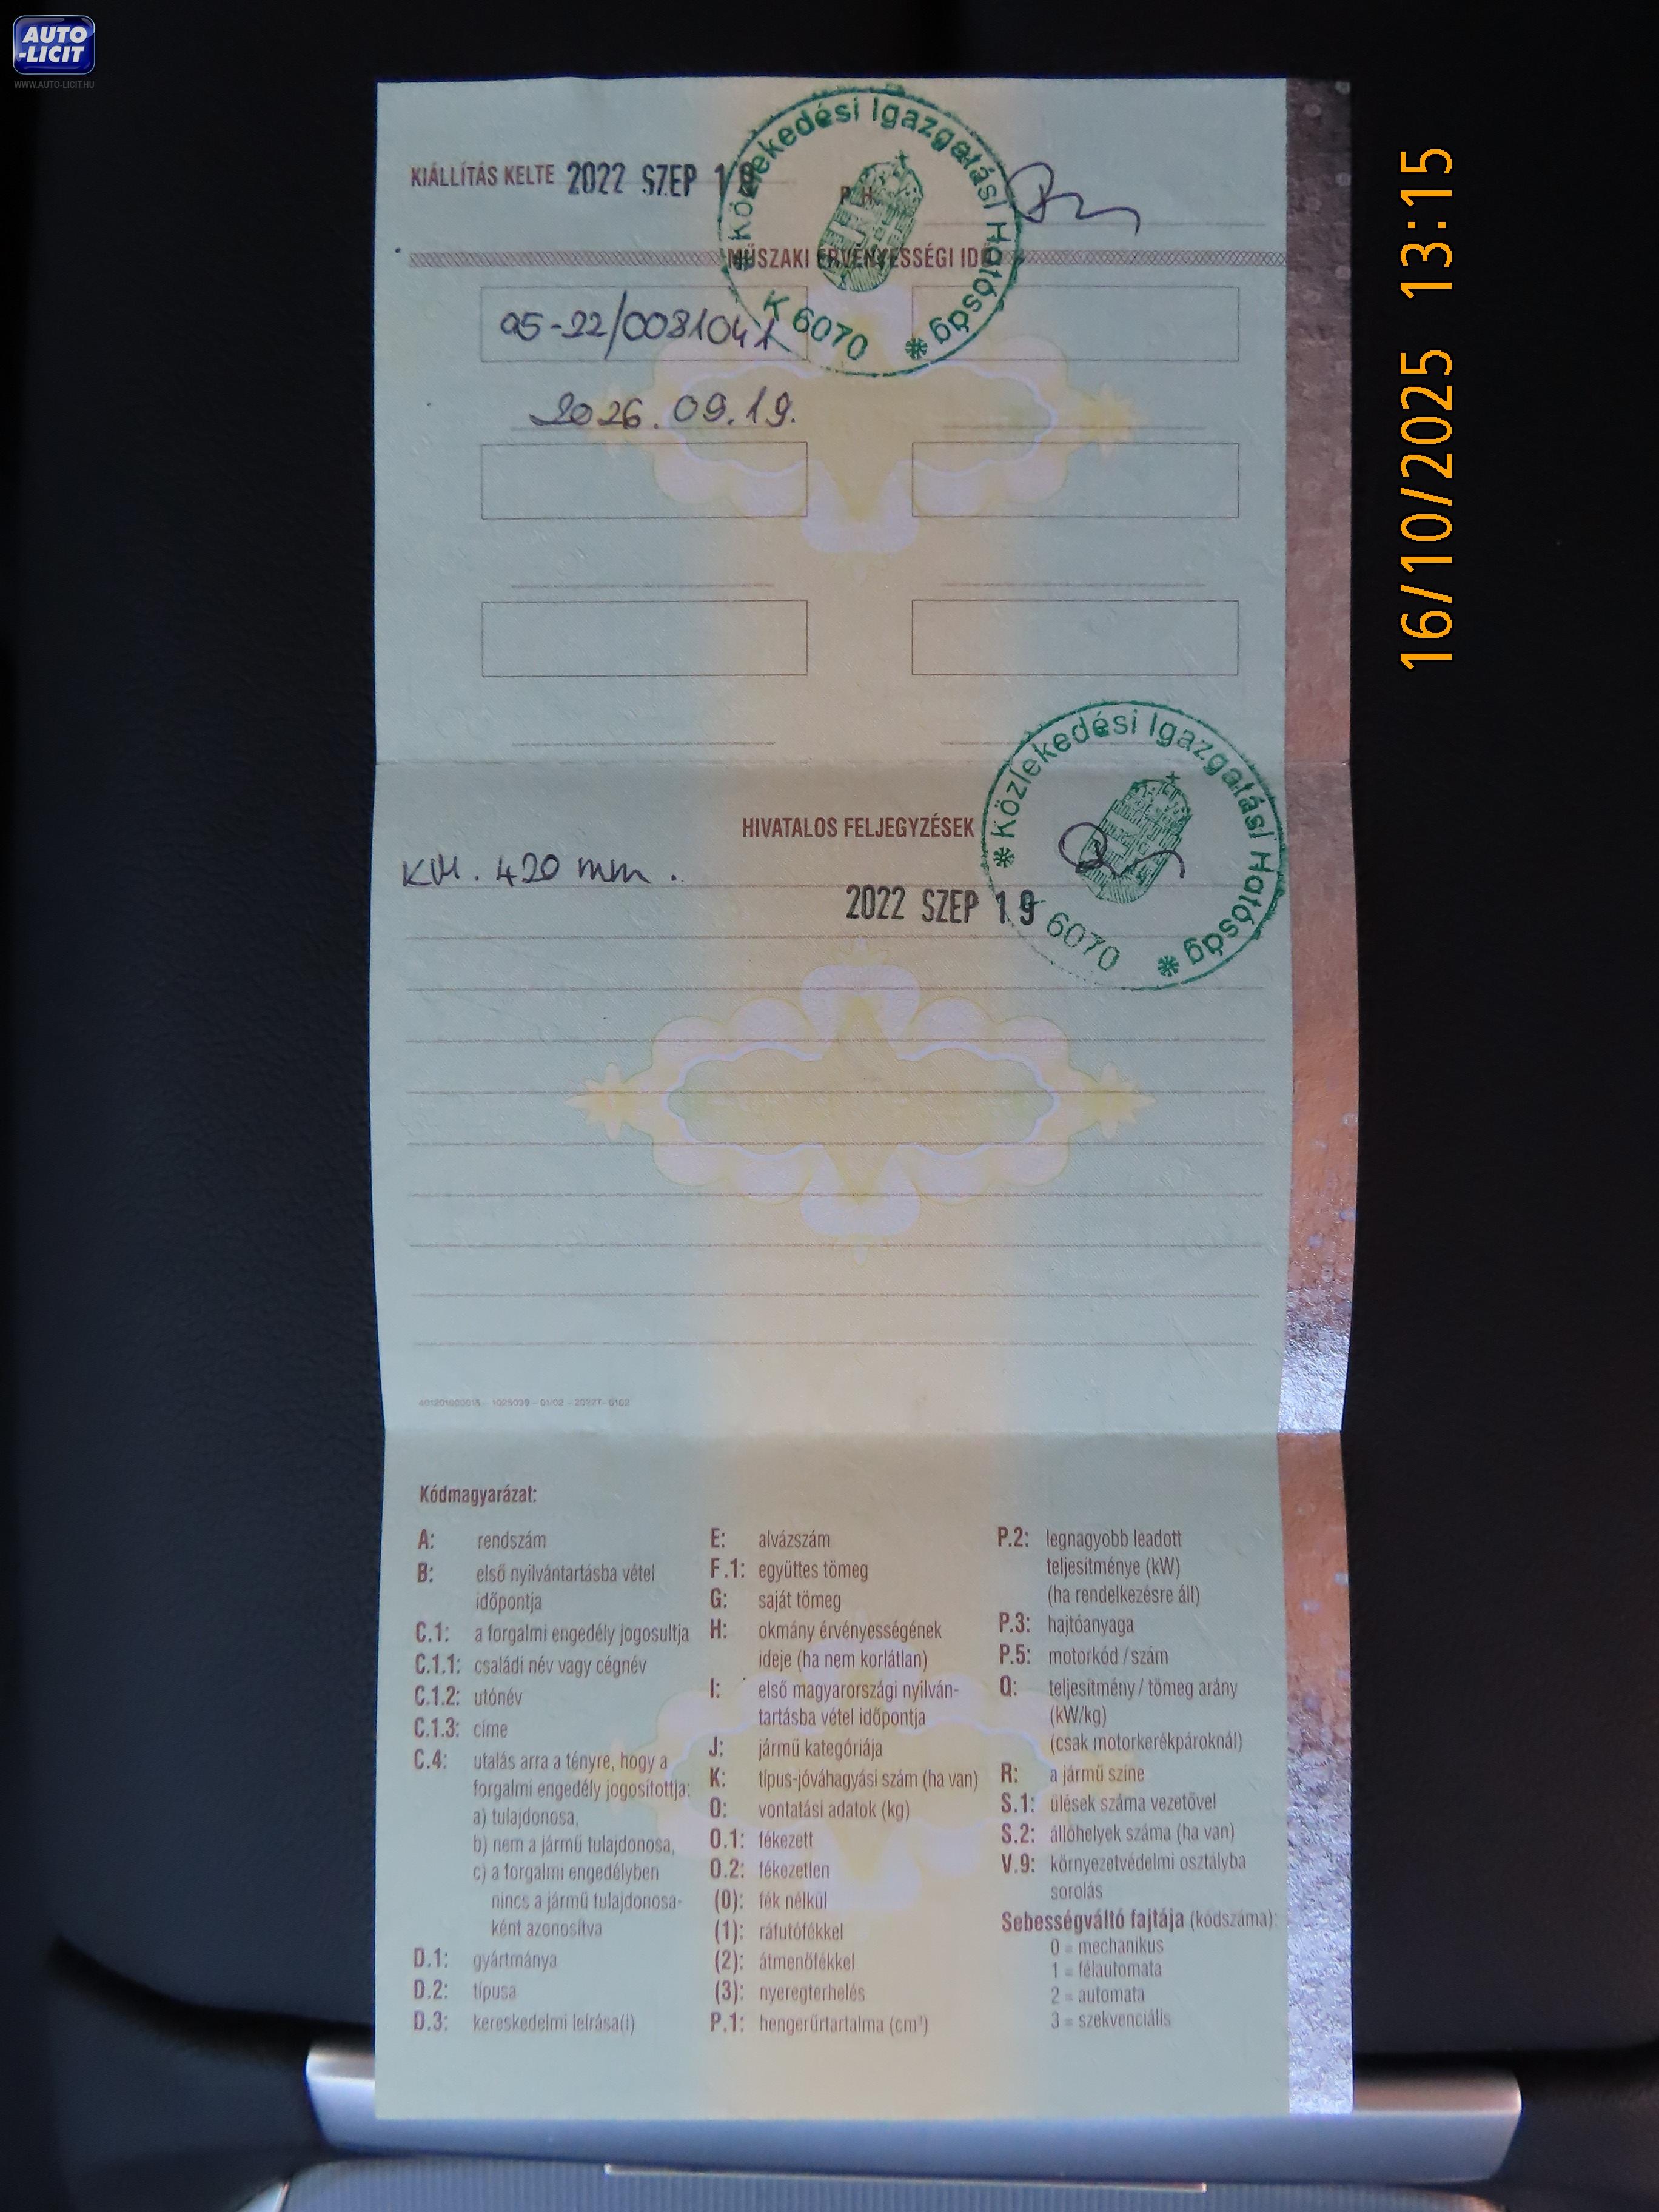 AUTO
-LICIT
WWW.AUTO-LICIT.HU
16/10/2025 13:15
KIÁLLÍTÁS KELTE 2022 SZEP 19
P.H.
Közlekedési Igazgatási Hatóság
K 6070
MŰSZAKI ÉRVÉNYESSÉGI IDŐ
05-22/0081041
2026.09.19.
HIVATALOS FELJEGYZÉSEK
KM. 420 mm.
2022 SZEP 19
Közlekedési Igazgatási Hatóság
K 6070
Kódmagyarázat:
A: rendszám
B: első nyilvántartásba vétel
időpontja
C.1: a forgalmi engedély jogosultja
C.1.1: családi név vagy cégnév
C.1.2: utónév
C.1.3: címe
C.4: utalás arra a tényre, hogy a
forgalmi engedély jogosítottja:
a) tulajdonosa,
b) nem a jármű tulajdonosa,
c) a forgalmi engedélyben
nincs a jármű tulajdonosa-
ként azonosítva
D.1: gyártmánya
D.2: típusa
D.3: kereskedelmi leírása(i)
E: alvázszám
F.1: együttes tömeg
G: saját tömeg
H: okmány érvényességének
ideje (ha nem korlátlan)
I: első magyarországi nyilván-
tartásba vétel időpontja
J: jármű kategóriája
K: típus-jóváhagyási szám (ha van)
O: vontatási adatok (kg)
O.1: fékezett
O.2: fékezetlen
(0): fék nélkül
(1): ráfutófékkel
(2): átmenőfékkel
(3): nyeregterhelés
P.1: hengerűrtartalma (cm³)
P.2: legnagyobb leadott
teljesítménye (kW)
(ha rendelkezésre áll)
P.3: hajtóanyaga
P.5: motorkód / szám
Q: teljesítmény / tömeg arány
(kW/kg)
(csak motorkerékpároknál)
R: a jármű színe
S.1: ülések száma vezetővel
S.2: állóhelyek száma (ha van)
V.9: környezetvédelmi osztályba
sorolás
Sebességváltó fajtája (kódszáma):
0 = mechanikus
1 = félautomata
2 = automata
3 = szekvenciális